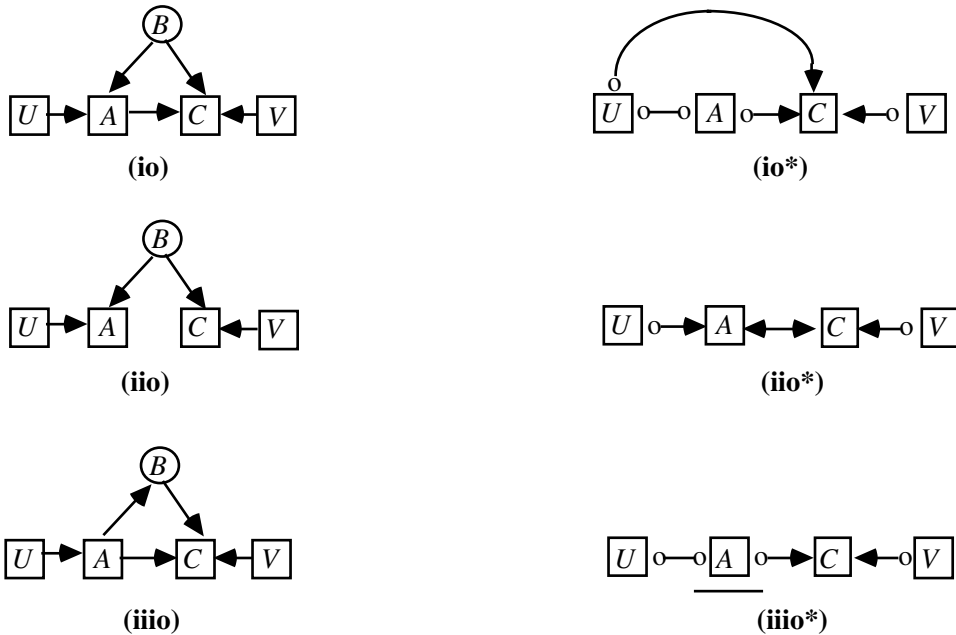 B
U A C V
(io)
o
U o o A o C o V
(io*)
B
U A C V
(iio)
U o A C o V
(iio*)
B
U A C V
(iiio)
U o o A o C o V
(iiio*)